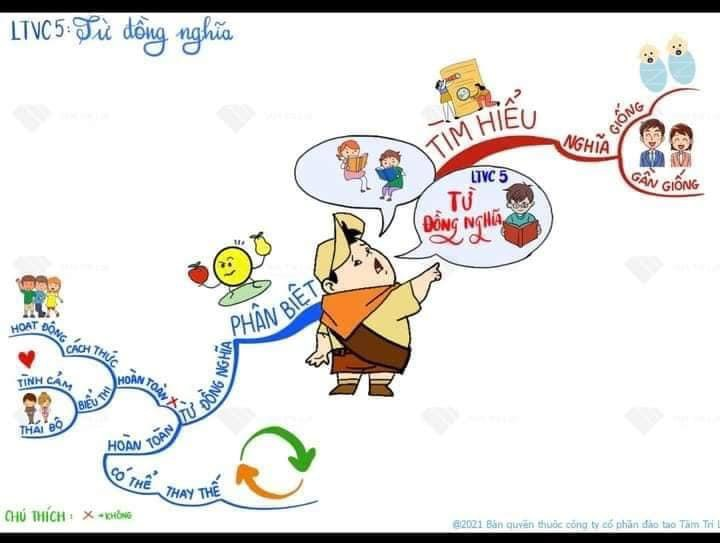 LTVC 5: Từ đồng nghĩa
TÌM HIỂU
NGHĨA
GIỐNG
GẦN GIỐNG
LTVC 5
TỪ
ĐỒNG NGHĨA
PHÂN BIỆT
TỪ ĐỒNG NGHĨA
HOÀN TOÀN X
CÁCH THỨC
HOẠT ĐỘNG
BIỂU THỊ
TÌNH CẢM
THÁI ĐỘ
HOÀN TOÀN
CÓ THỂ THAY THẾ
CHÚ THÍCH : X → KHÔNG
@2021 Bản quyền thuộc công ty cổ phần đào tạo Tâm Trí L